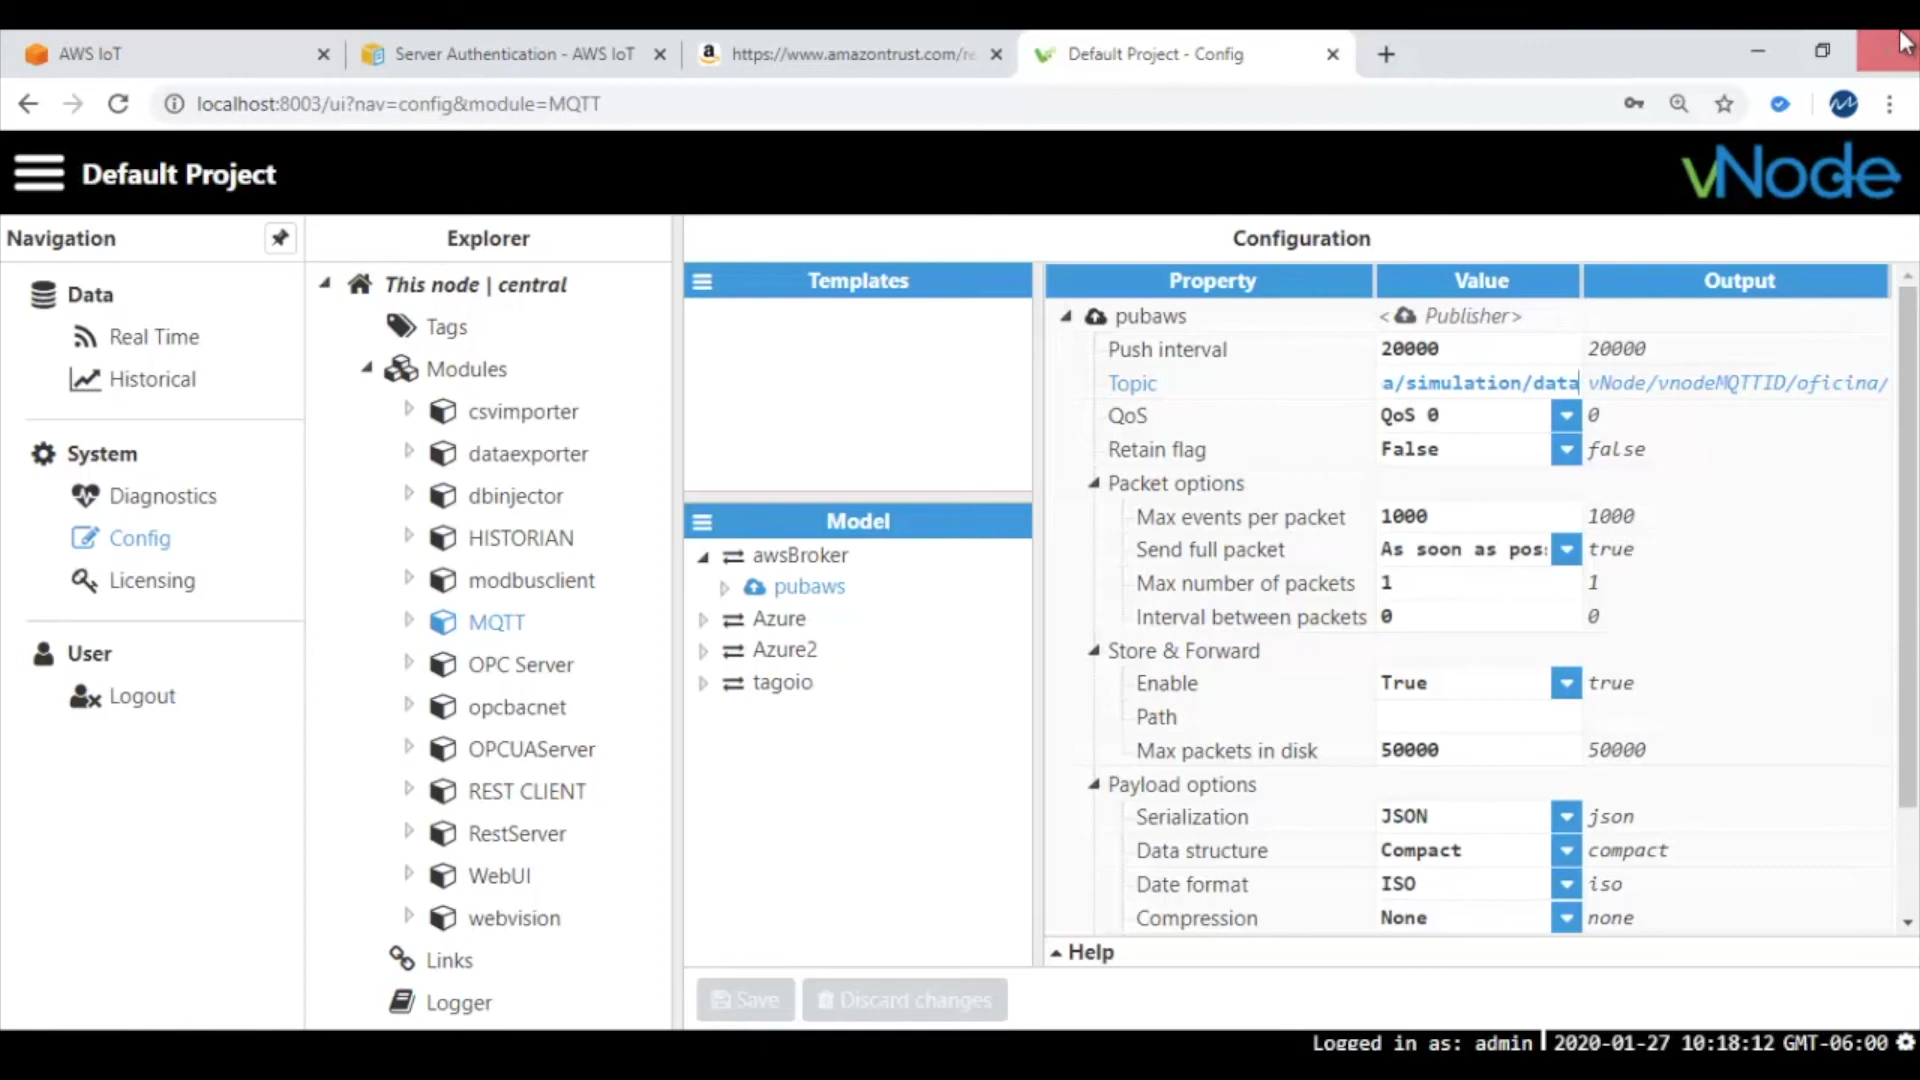 AWS IoT
Server Authentication - AWS IoT
https://www.amazontrust.com/re
Default Project - Config
localhost:8003/ui?nav=config&module=MQTT
Default Project
vNode
Navigation
Data
Real Time
Historical
System
Diagnostics
Config
Licensing
User
Logout
Explorer
This node | central
Tags
Modules
csvimporter
dataexporter
dbinjector
HISTORIAN
modbusclient
MQTT
OPC Server
opcbacnet
OPCUAServer
REST CLIENT
RestServer
WebUI
webvision
Links
Logger
Configuration
Templates
Model
awsBroker
pubaws
Azure
Azure2
tagoio
Property Value Output
pubaws < Publisher>
Push interval 20000 20000
Topic a/simulation/data vNode/vnodeMQTTID/oficina/
QoS QoS 0 0
Retain flag False false
Packet options
Max events per packet 1000 1000
Send full packet As soon as pos: true
Max number of packets 1 1
Interval between packets 0 0
Store & Forward
Enable True true
Path
Max packets in disk 50000 50000
Payload options
Serialization JSON json
Data structure Compact compact
Date format ISO iso
Compression None none
Help
Save Discard changes
Logged in as: admin 2020-01-27 10:18:12 GMT-06:00